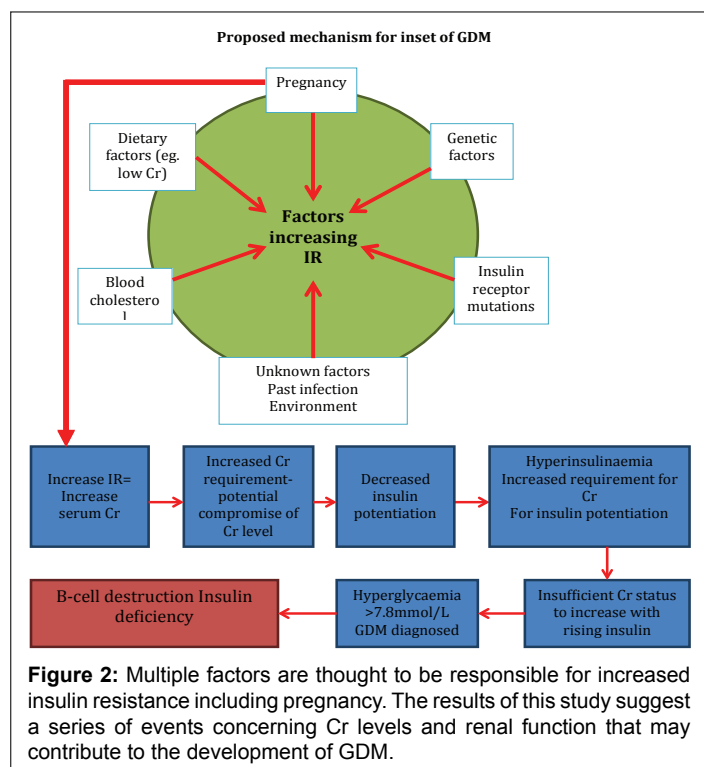 Proposed mechanism for inset of GDM
Pregnancy
Dietary
factors (eg.
low Cr)
Genetic
factors
Factors
increasing
IR
Blood
cholestero
l
Insulin
receptor
mutations
Unknown factors
Past infection
Environment
Increase IR=
Increase
serum Cr
Increased Cr
requirement-
potential
compromise of
Cr level
Decreased
insulin
potentiation
Hyperinsulinaemia
Increased requirement for
Cr
For insulin potentiation
B-cell destruction Insulin
deficiency
Hyperglycaemia
>7.8mmol/L
GDM diagnosed
Insufficient Cr status
to increase with
rising insulin
Figure 2: Multiple factors are thought to be responsible for increased
insulin resistance including pregnancy. The results of this study suggest
a series of events concerning Cr levels and renal function that may
contribute to the development of GDM.